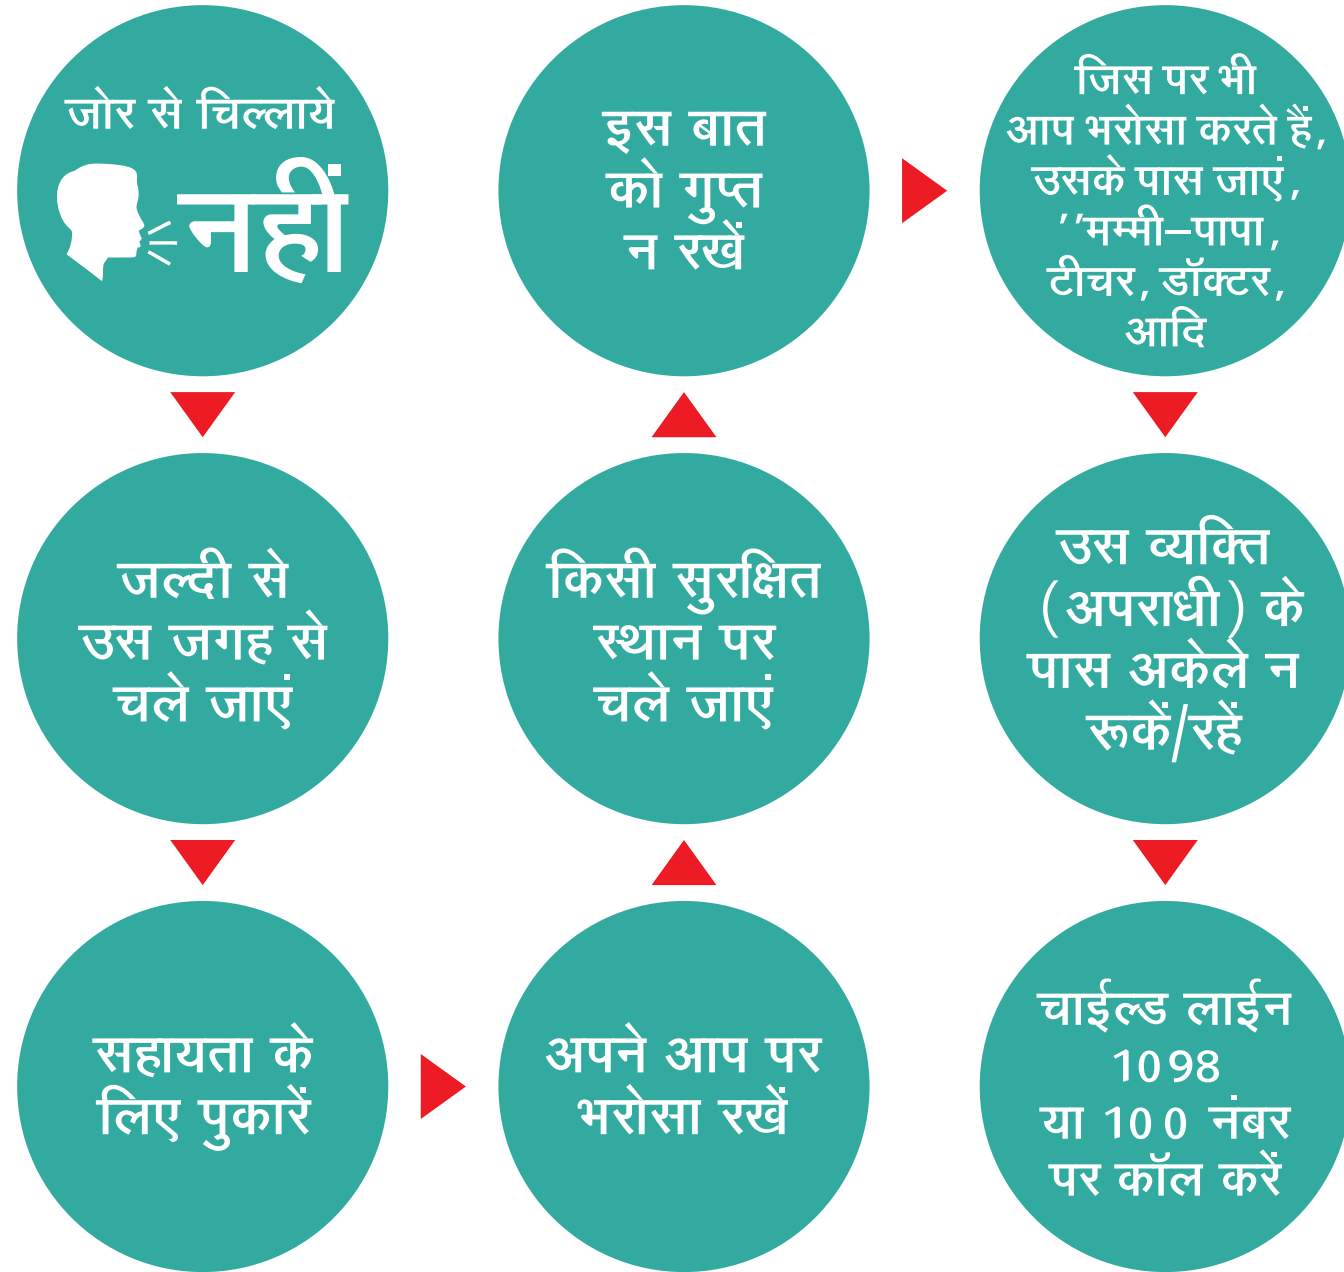 जोर से चिल्लाये
नहीं
जल्दी से
उस जगह से
चले जाएं
सहायता के
लिए पुकारें
अपने आप पर
भरोसा रखें
किसी सुरक्षित
स्थान पर
चले जाएं
इस बात
को गुप्त
न रखें
जिस पर भी
आप भरोसा करते हैं,
उसके पास जाएं,
''मम्मी–पापा,
टीचर, डॉक्टर,
आदि
उस व्यक्ति
(अपराधी) के
पास अकेले न
रूकें/रहें
चाईल्ड लाईन
1098
या 100 नंबर
पर कॉल करें